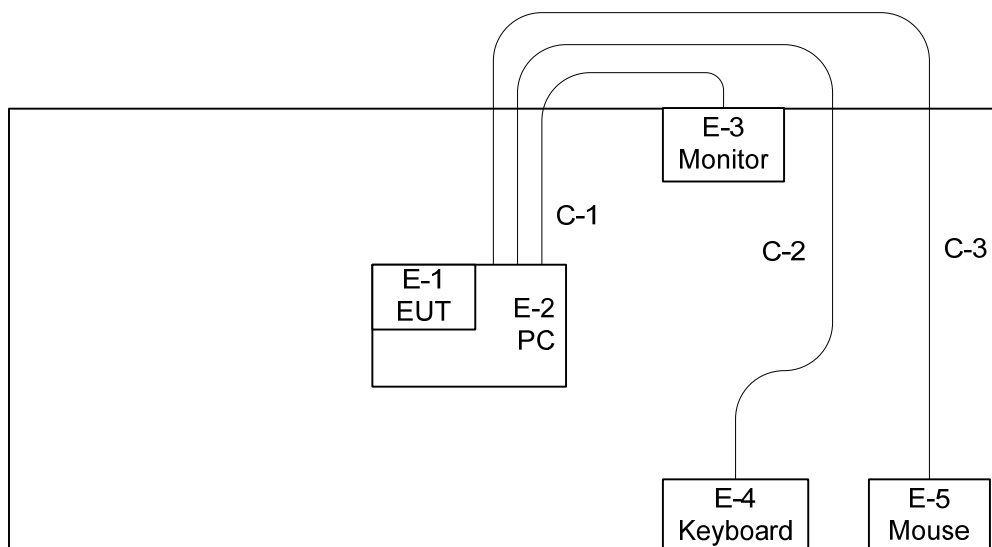 E-3
Monitor
C-1
C-2
C-3
E-1
EUT
E-2
PC
E-4
Keyboard
E-5
Mouse